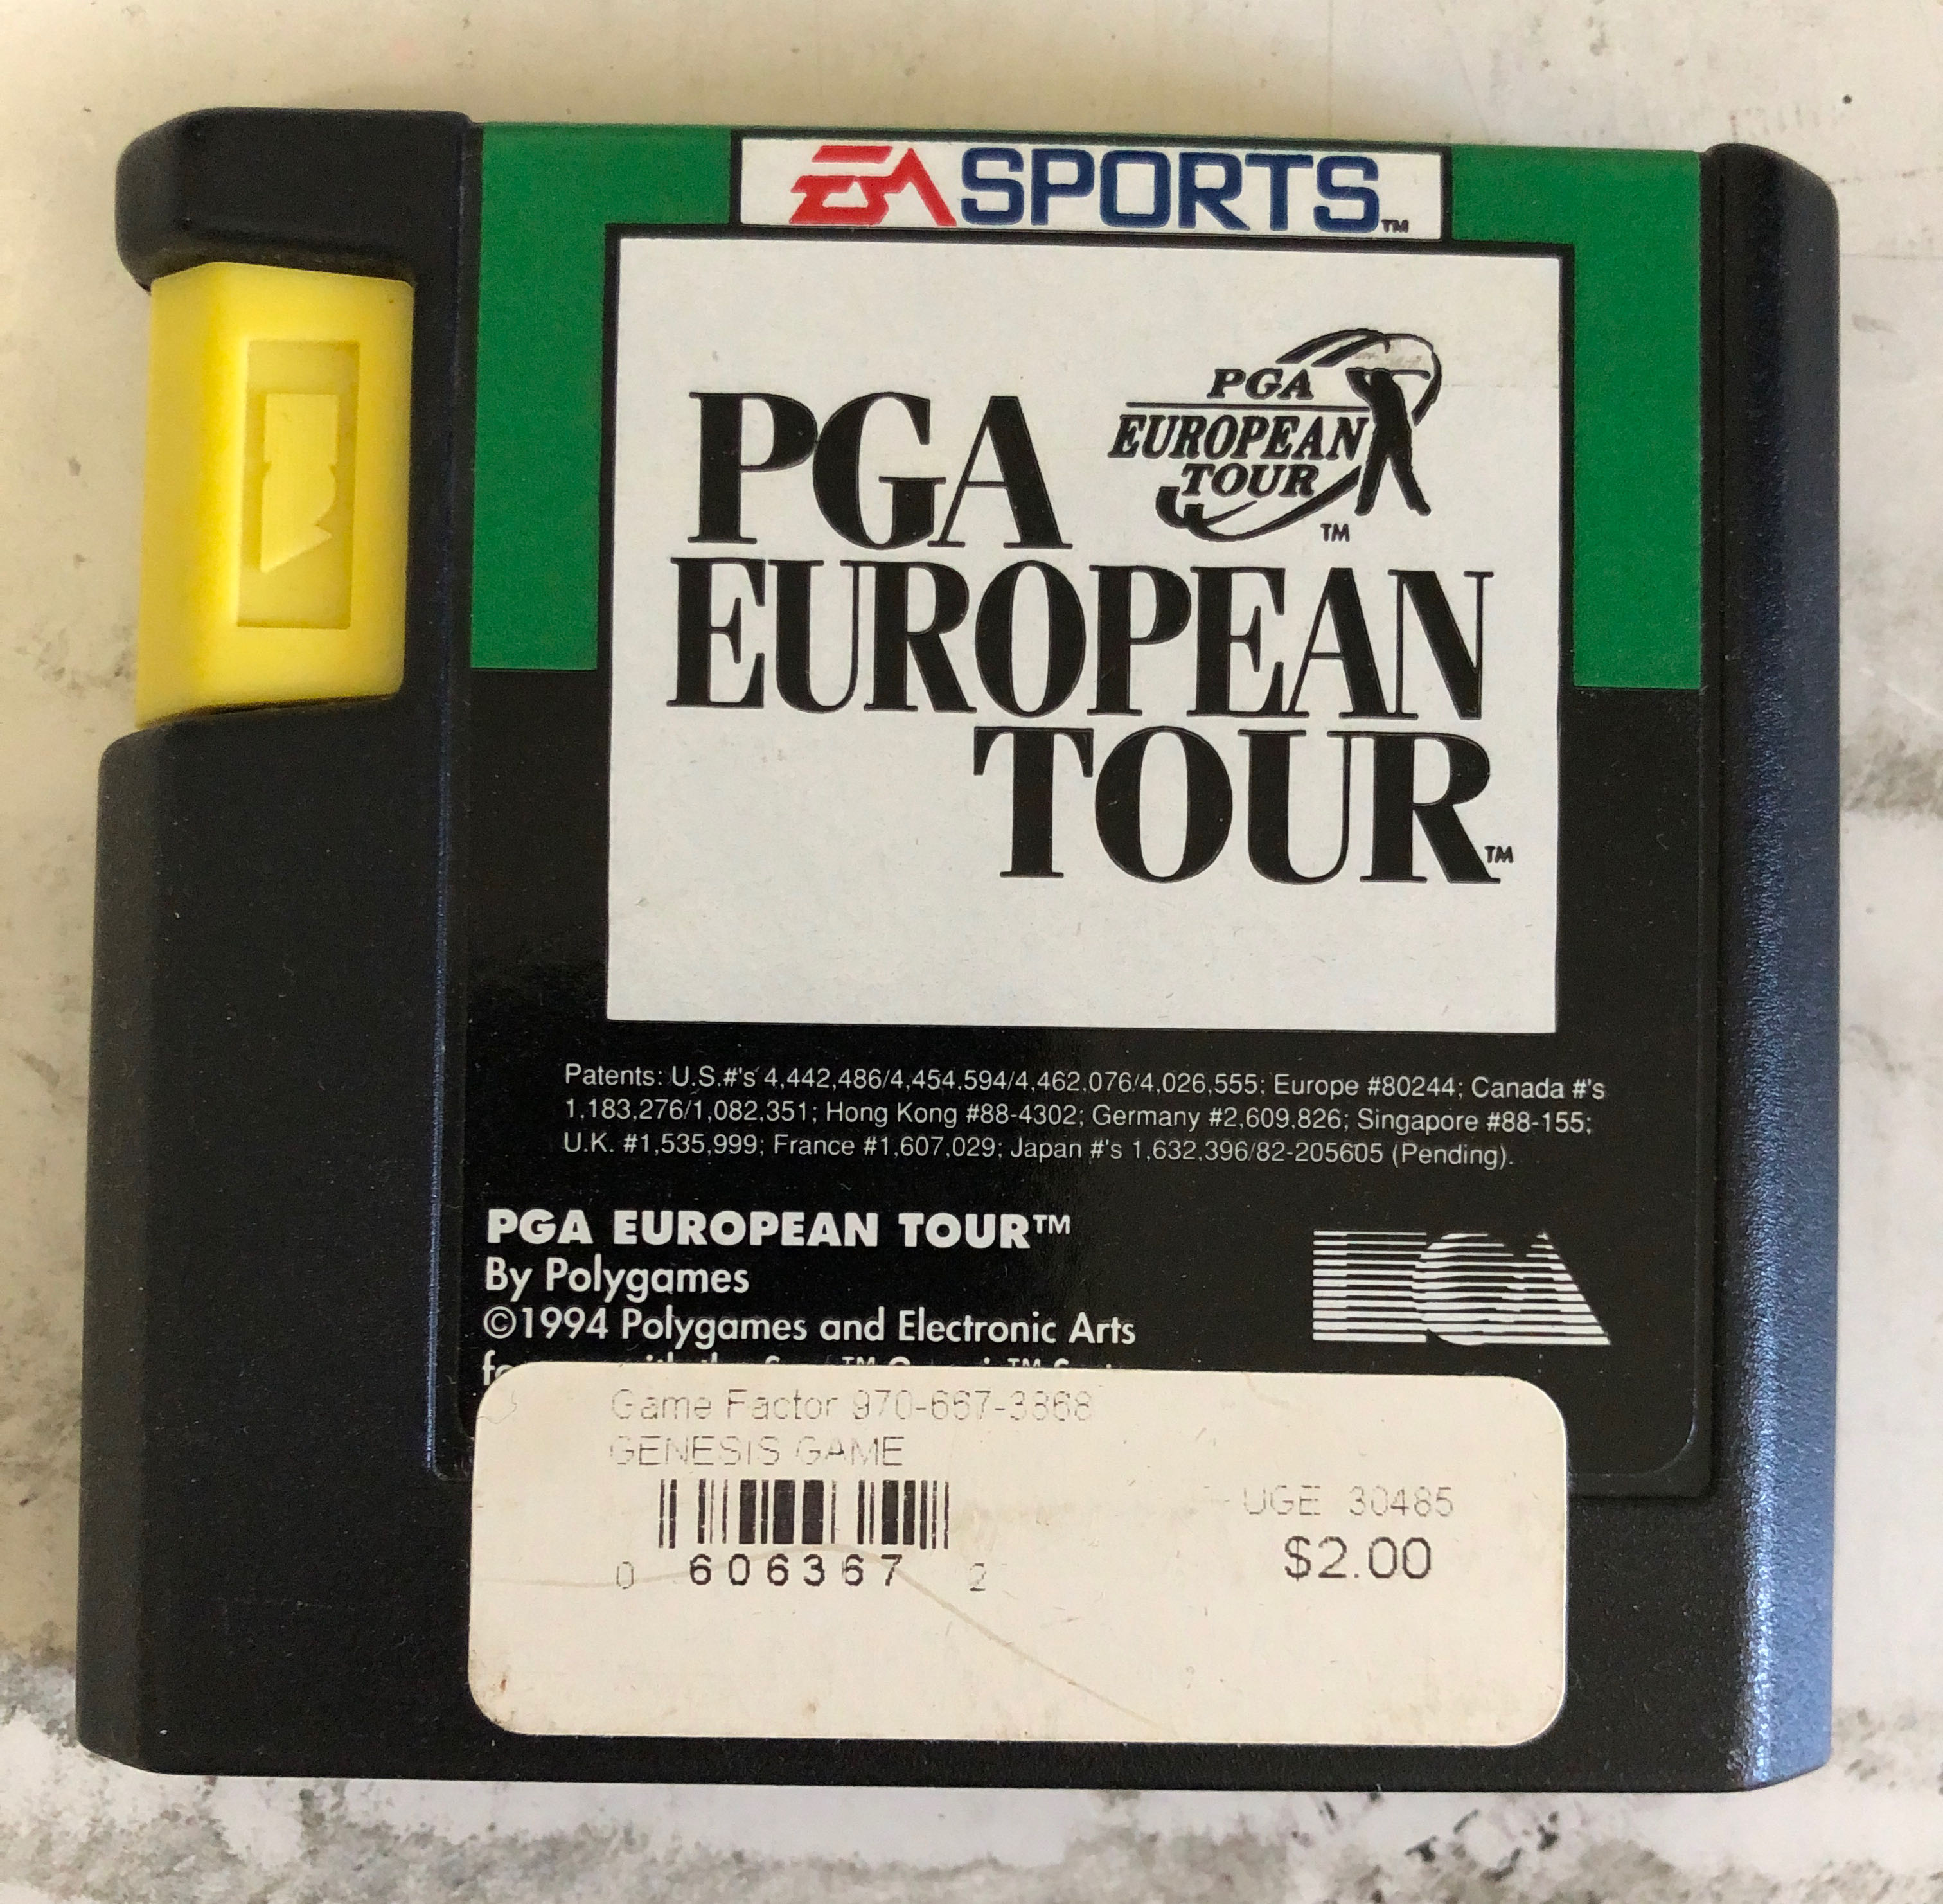 EA SPORTS™
PGA
EUROPEAN
TOUR
™
PGA
EUROPEAN
TOUR™
Patents: U.S.#'s 4,442,486/4,454.594/4,462,076/4,026,555; Europe #80244; Canada #'s
1,183,276/1,082,351; Hong Kong #88-4302; Germany #2,609,826; Singapore #88-155;
U.K. #1,535,999; France #1,607,029; Japan #'s 1,632,396/82-205605 (Pending).
PGA EUROPEAN TOUR™
By Polygames
©1994 Polygames and Electronic Arts
EA
Game Factor 970-667-3868
GENESIS GAME
UGE 30485
$2.00
0 606367 2